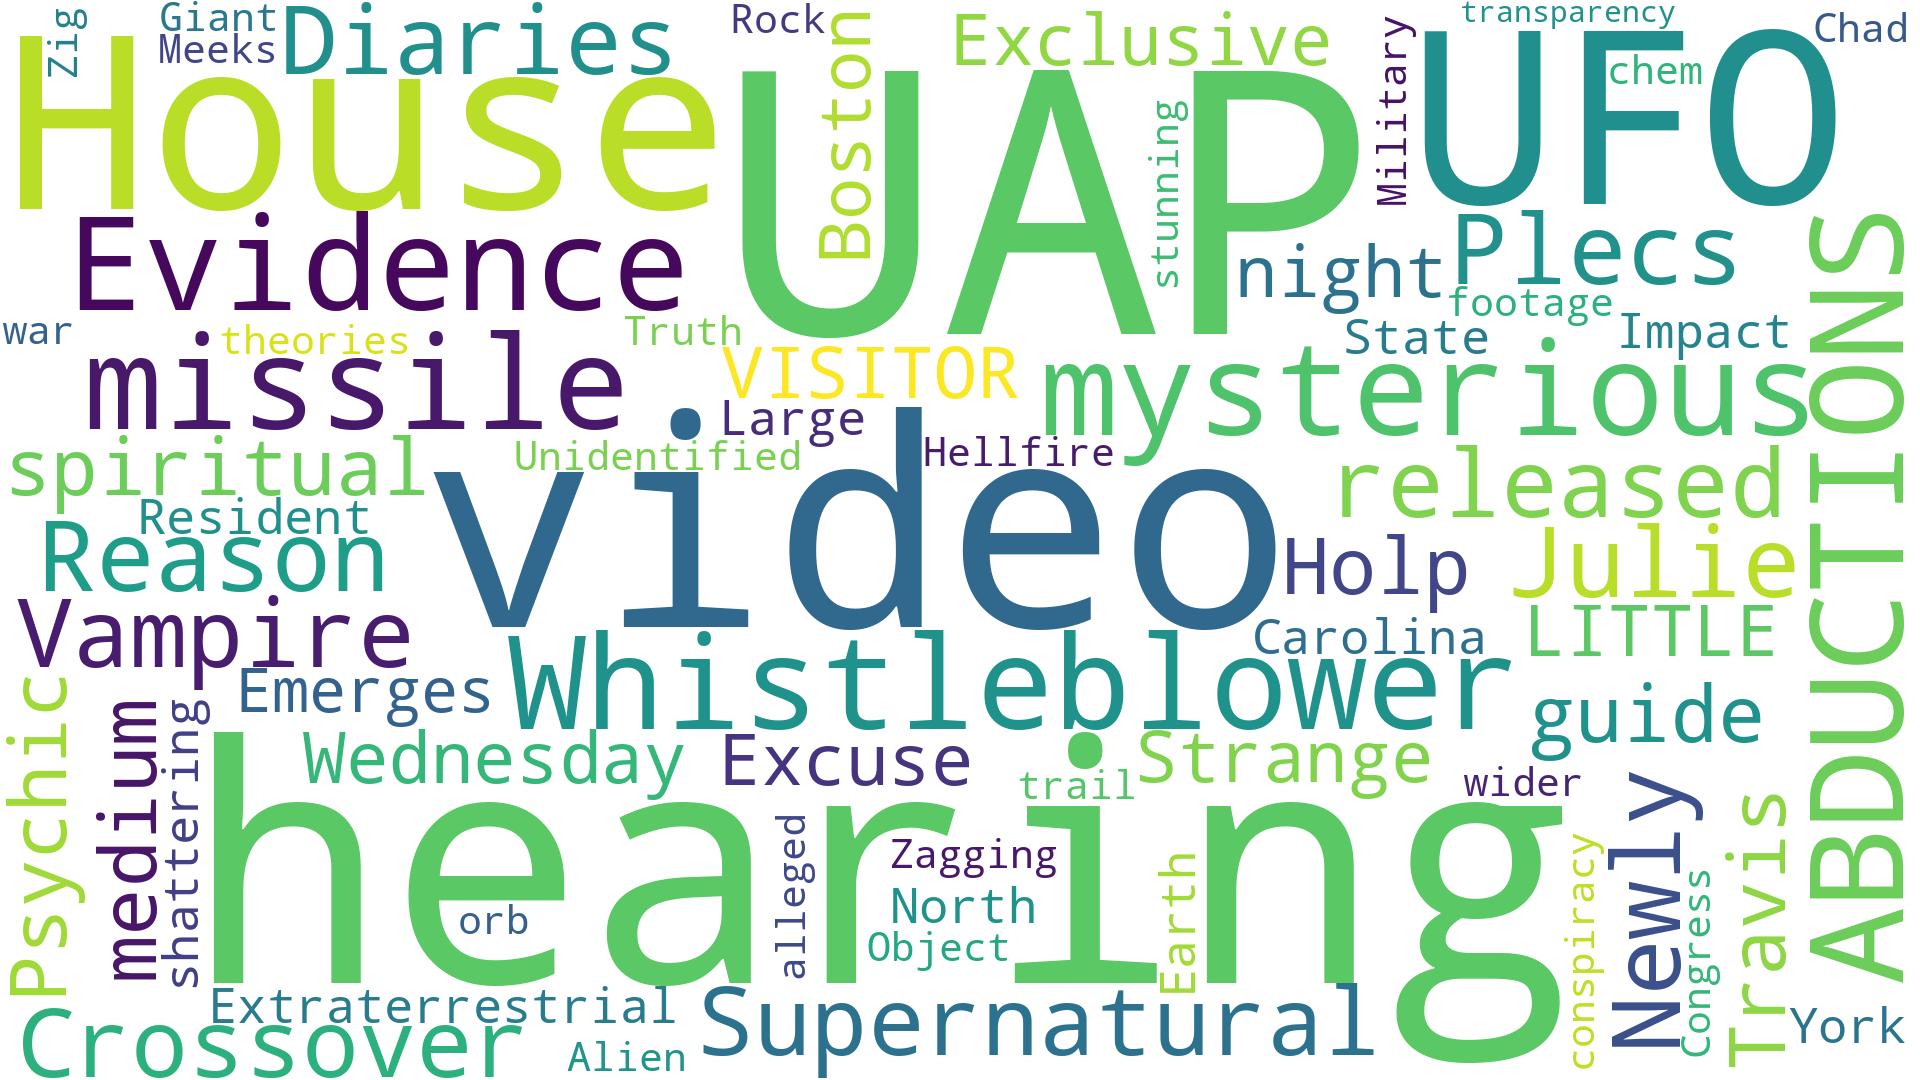 Zig
Giant
Meeks
Diaries
Rock
Boston
Exclusive
Military
transparency
Chad
House
UAP
UFO
chem
stunning
Evidence
night
Plecs
ABDUCTIONS
war
theories
Truth
footage
State
Impact
missile
VISITOR
mysterious
Large
spiritual
Unidentified
Hellfire
released
Resident
Reason
video
Holp
Julie
Vampire
Whistleblower
Carolina
LITTLE
Emerges
guide
Psychic
medium
shattering
Wednesday
Excuse
trail
Strange
wider
Newly
Travis
hearing
alleged
Zagging
Earth
conspiracy
Congress
orb
North
Object
Extraterrestrial
Supernatural
York
Crossover
Alien